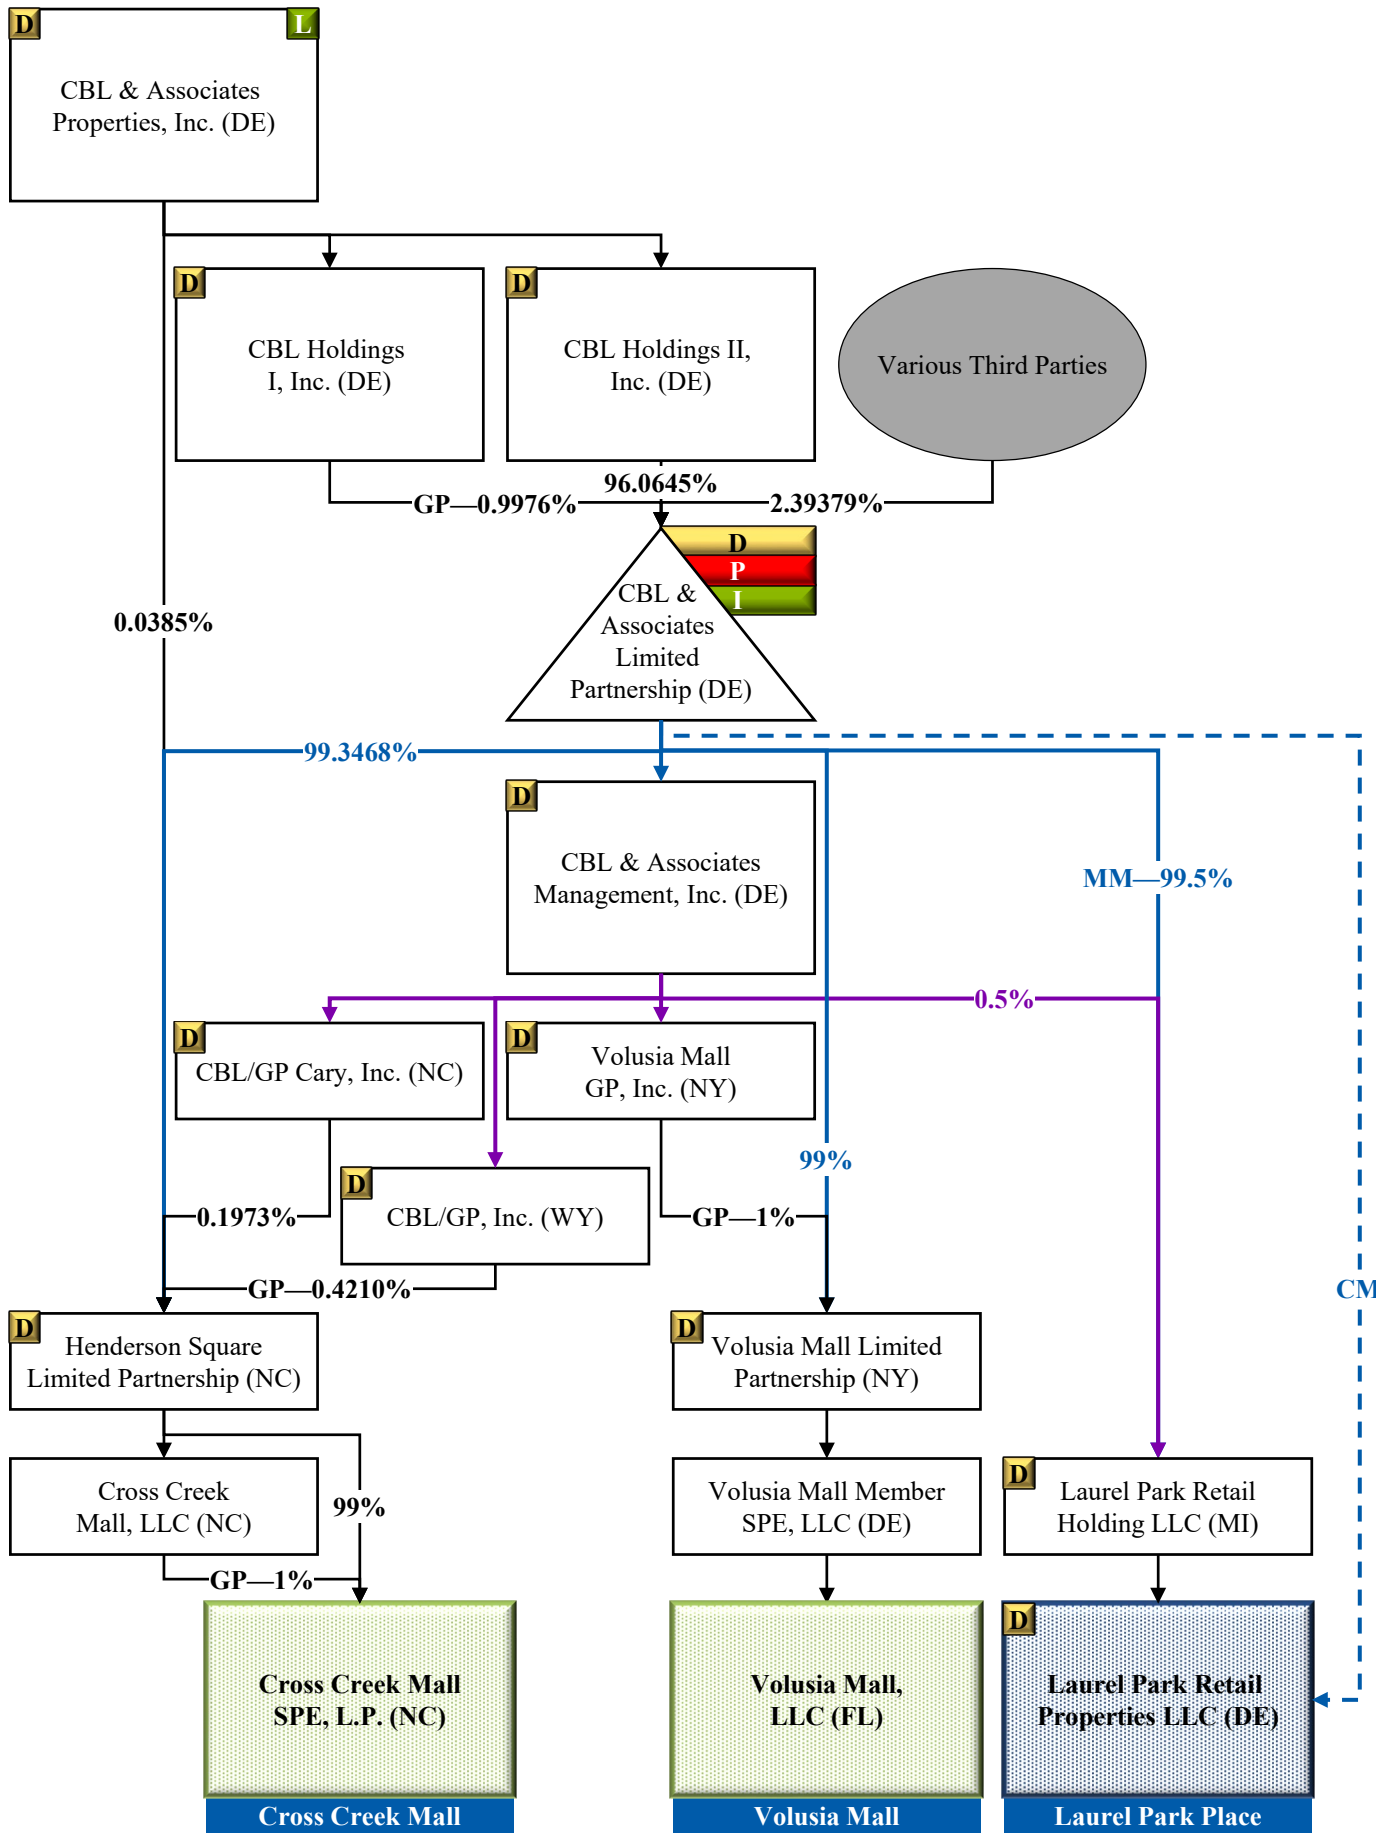 D
L
CBL & Associates
Properties, Inc. (DE)
D
CBL Holdings
I, Inc. (DE)
D
CBL Holdings II,
Inc. (DE)
Various Third Parties
GP—0.9976%
96.0645%
2.39379%
D
P
I
CBL &
Associates
Limited
Partnership (DE)
0.0385%
99.3468%
D
CBL & Associates
Management, Inc. (DE)
MM—99.5%
0.5%
D
CBL/GP Cary, Inc. (NC)
D
Volusia Mall
GP, Inc. (NY)
99%
D
CBL/GP, Inc. (WY)
0.1973%
GP—1%
GP—0.4210%
CM
D
Henderson Square
Limited Partnership (NC)
D
Volusia Mall Limited
Partnership (NY)
Cross Creek
Mall, LLC (NC)
99%
Volusia Mall Member
SPE, LLC (DE)
D
Laurel Park Retail
Holding LLC (MI)
GP—1%
Cross Creek Mall
SPE, L.P. (NC)
Volusia Mall,
LLC (FL)
D
Laurel Park Retail
Properties LLC (DE)
Cross Creek Mall
Volusia Mall
Laurel Park Place